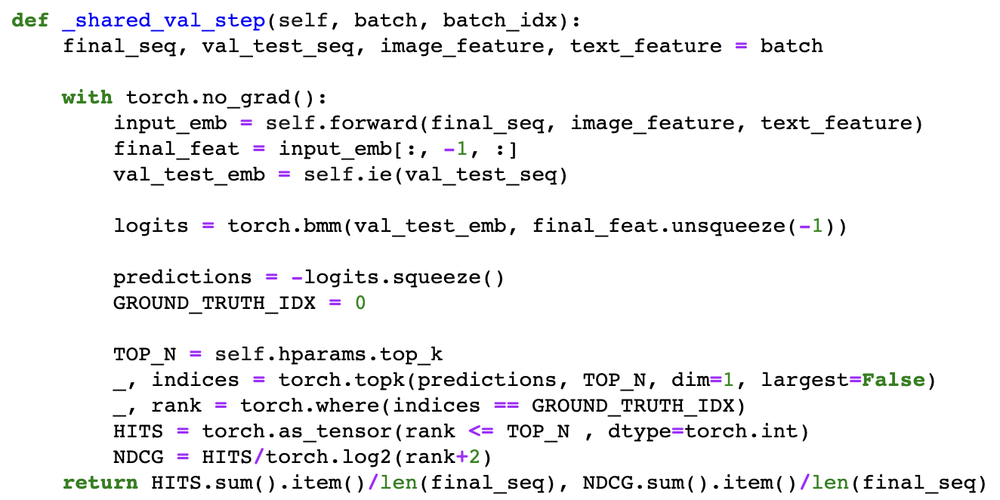 def _shared_val_step(self, batch, batch_idx):
    final_seq, val_test_seq, image_feature, text_feature = batch

    with torch.no_grad():
        input_emb = self.forward(final_seq, image_feature, text_feature)
        final_feat = input_emb[:, -1, :]
        val_test_emb = self.ie(val_test_seq)

        logits = torch.bmm(val_test_emb, final_feat.unsqueeze(-1))

        predictions = -logits.squeeze()
        GROUND_TRUTH_IDX = 0

        TOP_N = self.hparams.top_k
        _, indices = torch.topk(predictions, TOP_N, dim=1, largest=False)
        _, rank = torch.where(indices == GROUND_TRUTH_IDX)
        HITS = torch.as_tensor(rank <= TOP_N , dtype=torch.int)
        NDCG = HITS/torch.log2(rank+2)
    return HITS.sum().item()/len(final_seq), NDCG.sum().item()/len(final_seq)